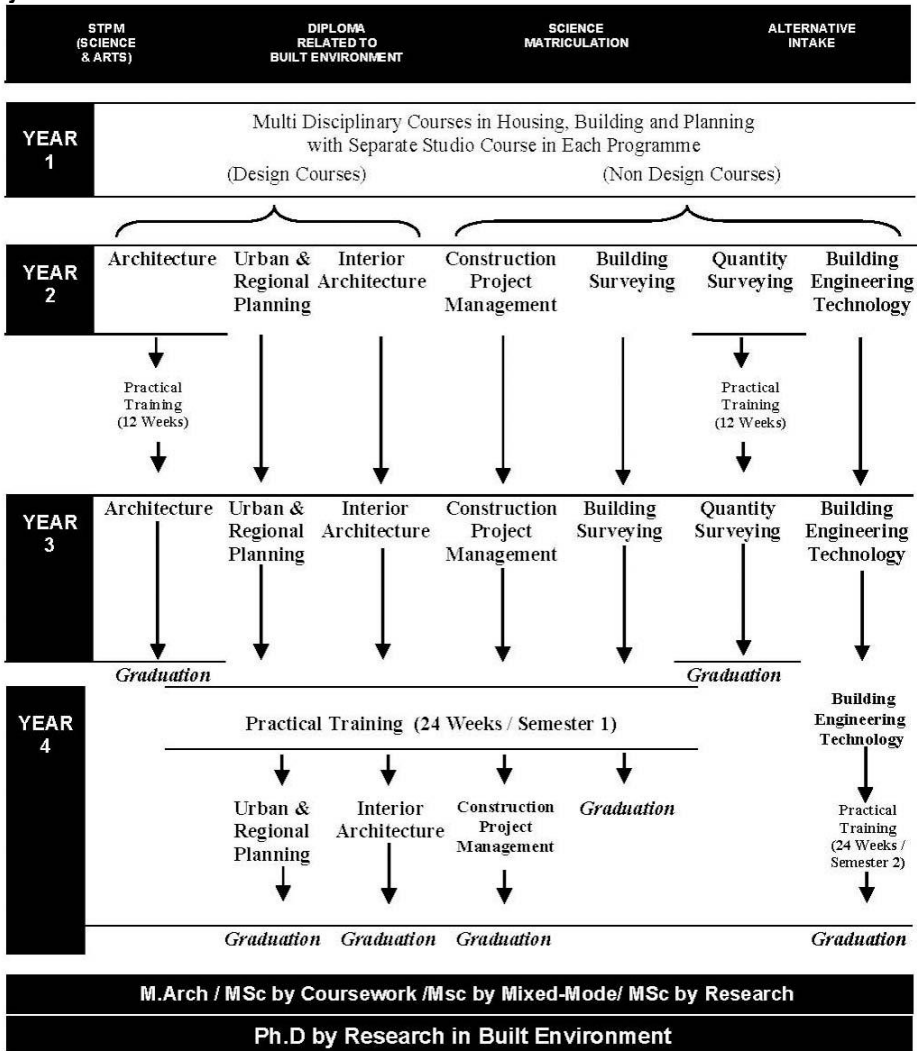 STPM
(SCIENCE
& ARTS)
DIPLOMA
RELATED TO
BUILT ENVIRONMENT
SCIENCE
MATRICULATION
ALTERNATIVE
INTAKE
YEAR
1
Multi Disciplinary Courses in Housing, Building and Planning
with Separate Studio Course in Each Programme
(Design Courses)
(Non Design Courses)
YEAR
2
Architecture
Urban &
Regional
Planning
Interior
Architecture
Construction
Project
Management
Building
Surveying
Quantity
Surveying
Building
Engineering
Technology
Practical
Training
(12 Weeks)
Practical
Training
(12 Weeks)
YEAR
3
Architecture
Urban &
Regional
Planning
Interior
Architecture
Construction
Project
Management
Building
Surveying
Quantity
Surveying
Building
Engineering
Technology
Graduation
Graduation
YEAR
4
Practical Training (24 Weeks / Semester 1)
Building
Engineering
Technology
Urban &
Regional
Planning
Interior
Architecture
Construction
Project
Management
Graduation
Practical
Training
(24 Weeks /
Semester 2)
Graduation
Graduation
Graduation
Graduation
M.Arch / MSc by Coursework /Msc by Mixed-Mode/ MSc by Research
Ph.D by Research in Built Environment